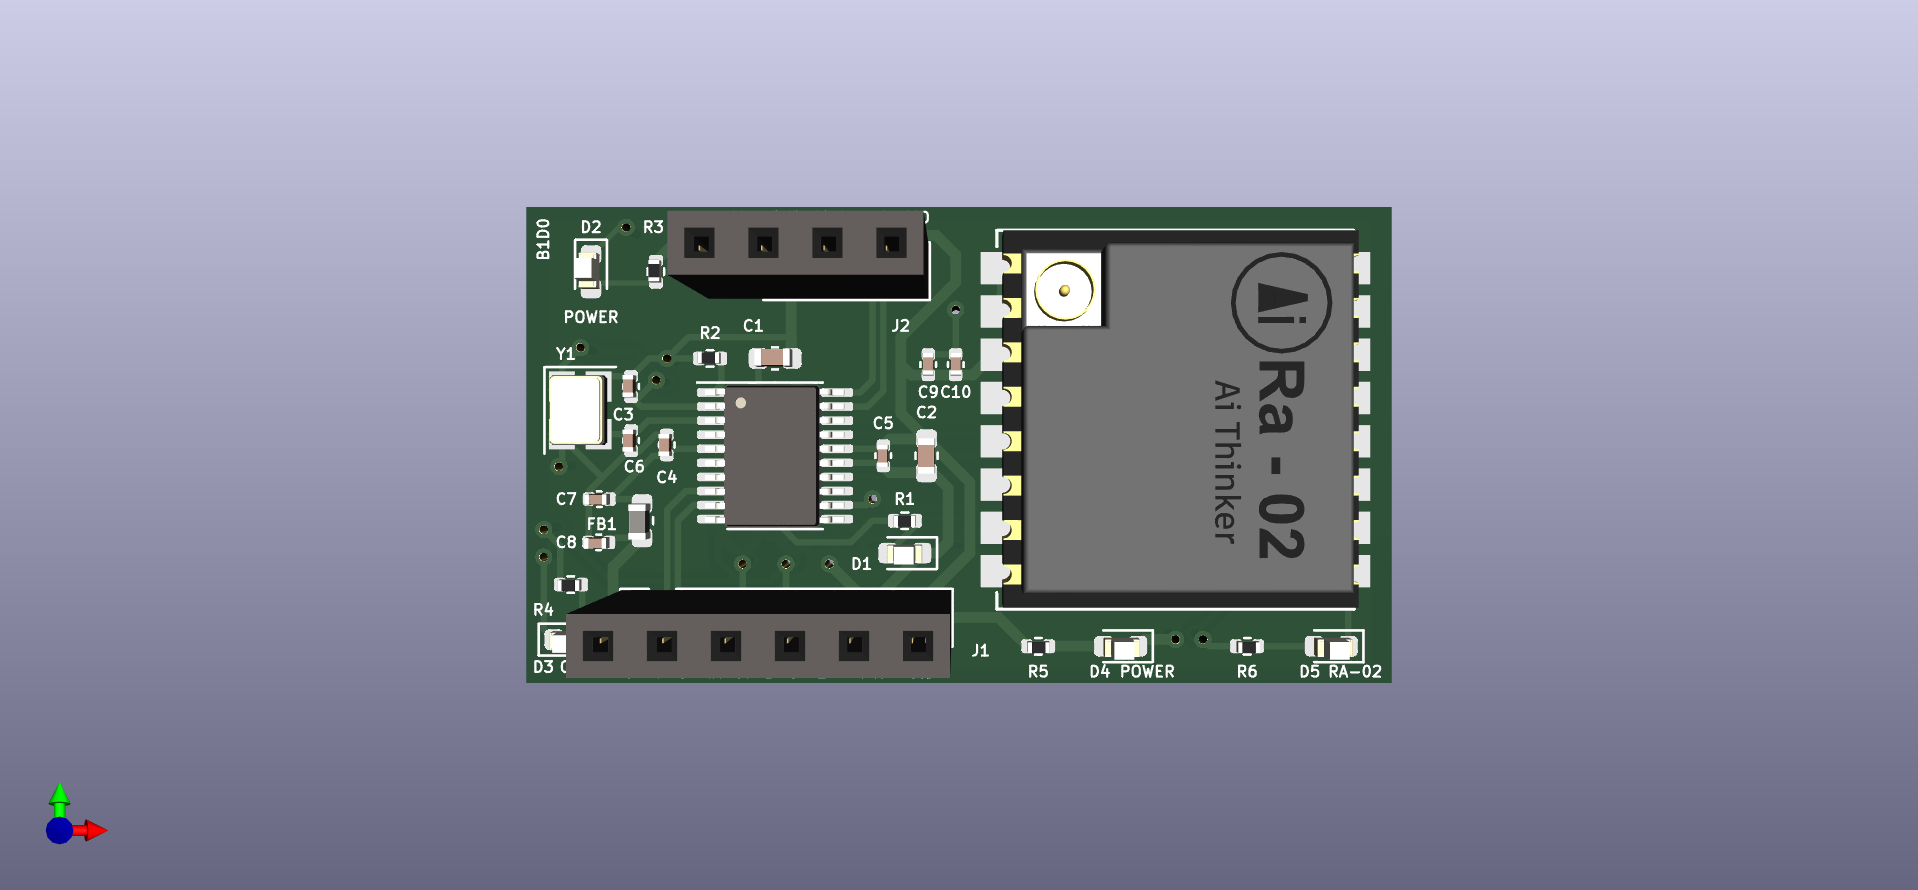 B1D0
D2
R3
POWER
J2
C1
R2
Y1
C9
C10
C3
C2
C5
C6
C4
C7
R1
FB1
C8
D1
R4
D3
J1
R5
D4 POWER
R6
D5 RA-02
Ai
Ra - 02
Ai Thinker